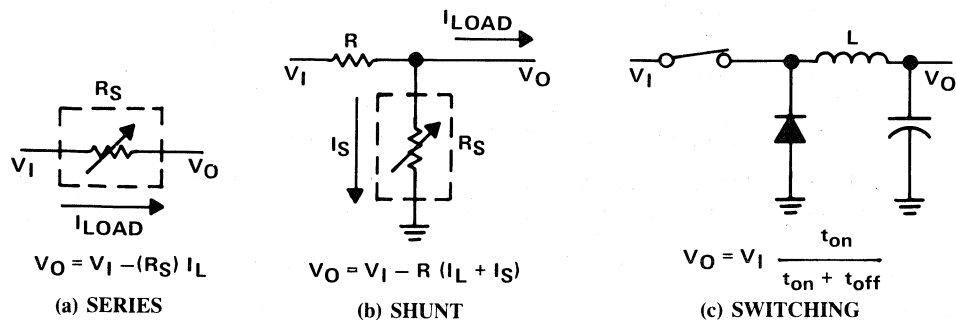 RS
VI
VO
ILOAD
VO = VI – (RS) IL
(a) SERIES
ILOAD
R
VI
VO
IS
RS
VO = VI – R (IL + IS)
(b) SHUNT
L
VI
VO
VO = VI ton / ton + toff
(c) SWITCHING